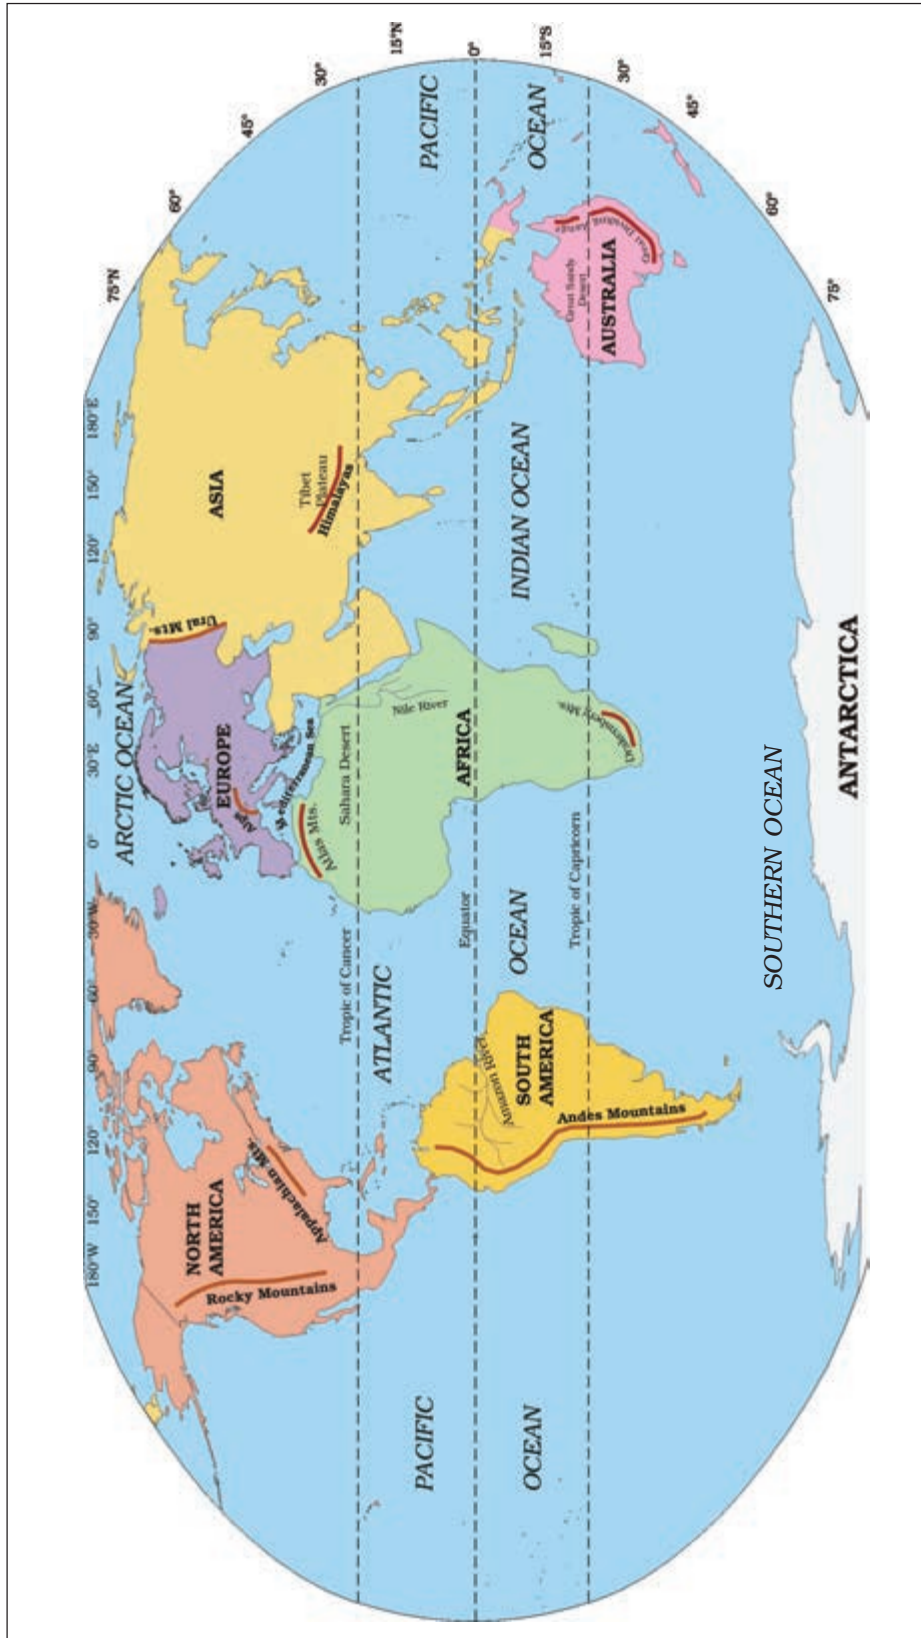 75°N
60°
45°
30°
15°N
0°
15°S
30°
45°
60°
75°
180°W
150°
120°
90°
60°
30°W
0°
30°E
60°
90°
120°
150°
180°E
ARCTIC OCEAN
NORTH
AMERICA
Rocky Mountains
Appalachian Mts.
EUROPE
Alps
Ural Mts.
Mediterranean Sea
ASIA
Tibet
Plateau
Himalayas
Atlas Mts.
Sahara Desert
Nile River
AFRICA
Drakensberg Mts.
Tropic of Cancer
Equator
Tropic of Capricorn
PACIFIC
OCEAN
ATLANTIC
OCEAN
INDIAN OCEAN
PACIFIC
OCEAN
SOUTH
AMERICA
Amazon River
Andes Mountains
Great Sandy
Desert
AUSTRALIA
Great Dividing Range
SOUTHERN OCEAN
ANTARCTICA